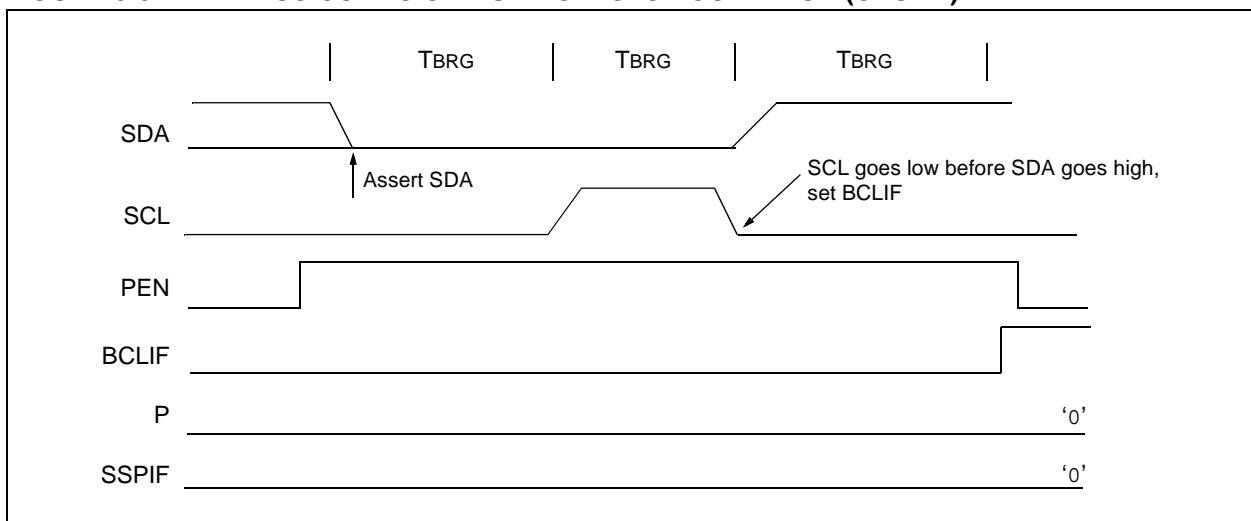 TBRG TBRG TBRG
SDA
Assert SDA
SCL goes low before SDA goes high,
set BCLIF
SCL
PEN
BCLIF
P '0'
SSPIF '0'